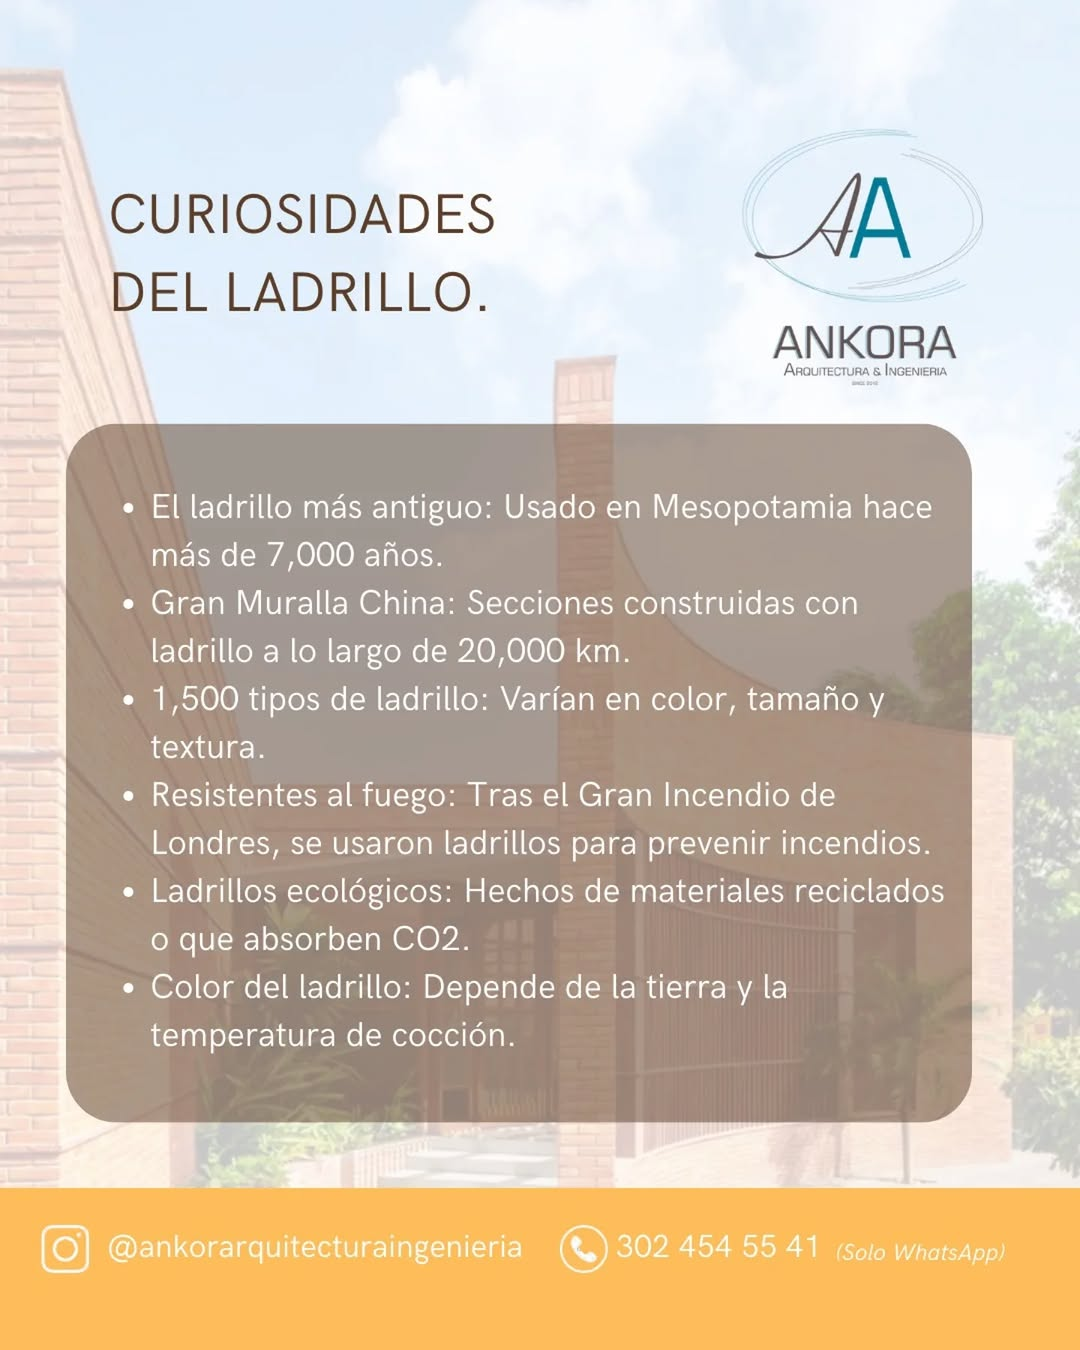 CURIOSIDADES
DEL LADRILLO.
AA
ANKORA
ARQUITECTURA & INGENIERIA
• El ladrillo más antiguo: Usado en Mesopotamia hace
más de 7,000 años.
• Gran Muralla China: Secciones construidas con
ladrillo a lo largo de 20,000 km.
• 1,500 tipos de ladrillo: Varían en color, tamaño y
textura.
• Resistentes al fuego: Tras el Gran Incendio de
Londres, se usaron ladrillos para prevenir incendios.
• Ladrillos ecológicos: Hechos de materiales reciclados
o que absorben CO2.
• Color del ladrillo: Depende de la tierra y la
temperatura de cocción.
@ankorarquitecturaingenieria 302 454 55 41 (Solo WhatsApp)